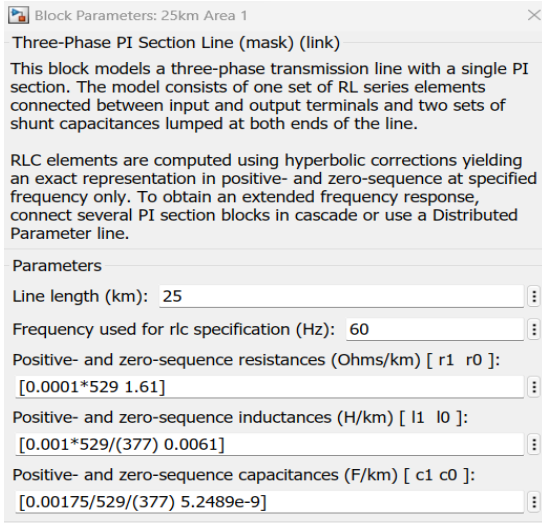 Block Parameters: 25km Area 1
Three-Phase PI Section Line (mask) (link)
This block models a three-phase transmission line with a single PI
section. The model consists of one set of RL series elements
connected between input and output terminals and two sets of
shunt capacitances lumped at both ends of the line.
RLC elements are computed using hyperbolic corrections yielding
an exact representation in positive- and zero-sequence at specified
frequency only. To obtain an extended frequency response,
connect several PI section blocks in cascade or use a Distributed
Parameter line.
Parameters
Line length (km): 25
Frequency used for rlc specification (Hz): 60
Positive- and zero-sequence resistances (Ohms/km) [ r1  r0 ]:
[0.0001*529 1.61]
Positive- and zero-sequence inductances (H/km) [ l1  l0 ]:
[0.001*529/(377) 0.0061]
Positive- and zero-sequence capacitances (F/km) [ c1 c0 ]:
[0.00175/529/(377) 5.2489e-9]